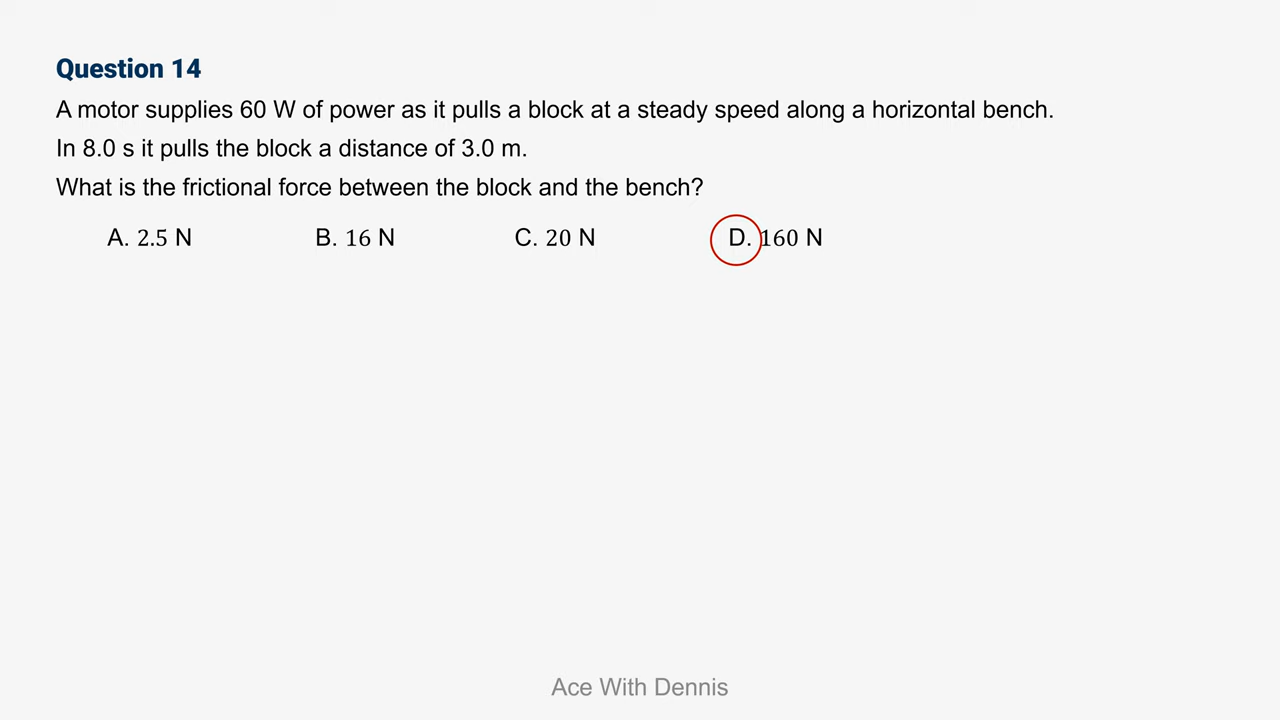 Question 14
A motor supplies 60 W of power as it pulls a block at a steady speed along a horizontal bench.
In 8.0 s it pulls the block a distance of 3.0 m.
What is the frictional force between the block and the bench?
A. 2.5 N B. 16 N C. 20 N D. 160 N
Ace With Dennis